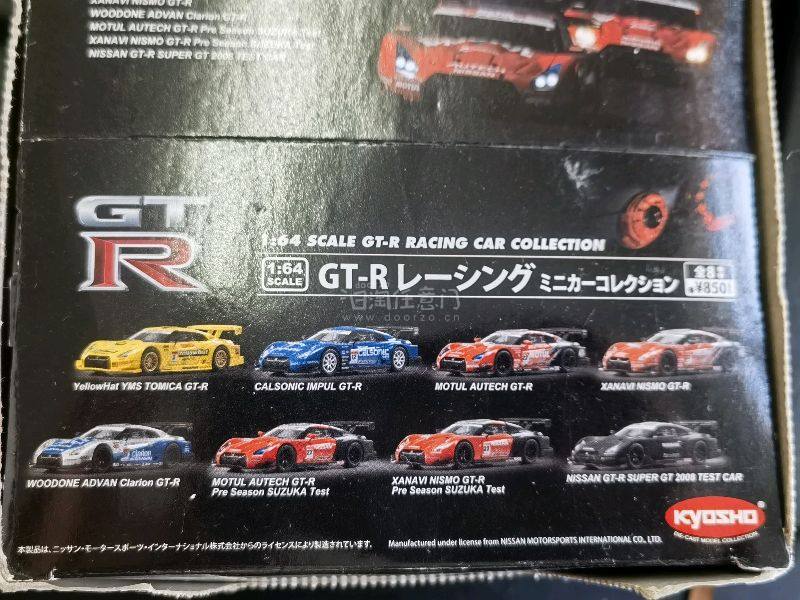 XANAVI NISMO GT-R
WOODONE ADVAN Clarion GT-R
MOTUL AUTECH GT-R Pre Season SUZUKA Test
XANAVI NISMO GT-R Pre Season SUZUKA Test
NISSAN GT-R SUPER GT 2008 TEST CAR
GT
R
1:64 SCALE GT-R RACING CAR COLLECTION
1:64 SCALE
GT-R レーシング ミニカーコレクション
全8種
¥850
www.doorzo.cn
YellowHat YMS TOMICA GT-R
CALSONIC IMPUL GT-R
MOTUL AUTECH GT-R
XANAVI NISMO GT-R
WOODONE ADVAN Clarion GT-R
MOTUL AUTECH GT-R
Pre Season SUZUKA Test
XANAVI NISMO GT-R
Pre Season SUZUKA Test
NISSAN GT-R SUPER GT 2008 TEST CAR
KYOSHO
DIE-CAST MODEL COLLECTION
本製品は、ニッサン・モータースポーツ・インターナショナル株式会社からのライセンスにより製造されています。
Manufactured under license from NISSAN MOTORSPORTS INTERNATIONAL CO., LTD.